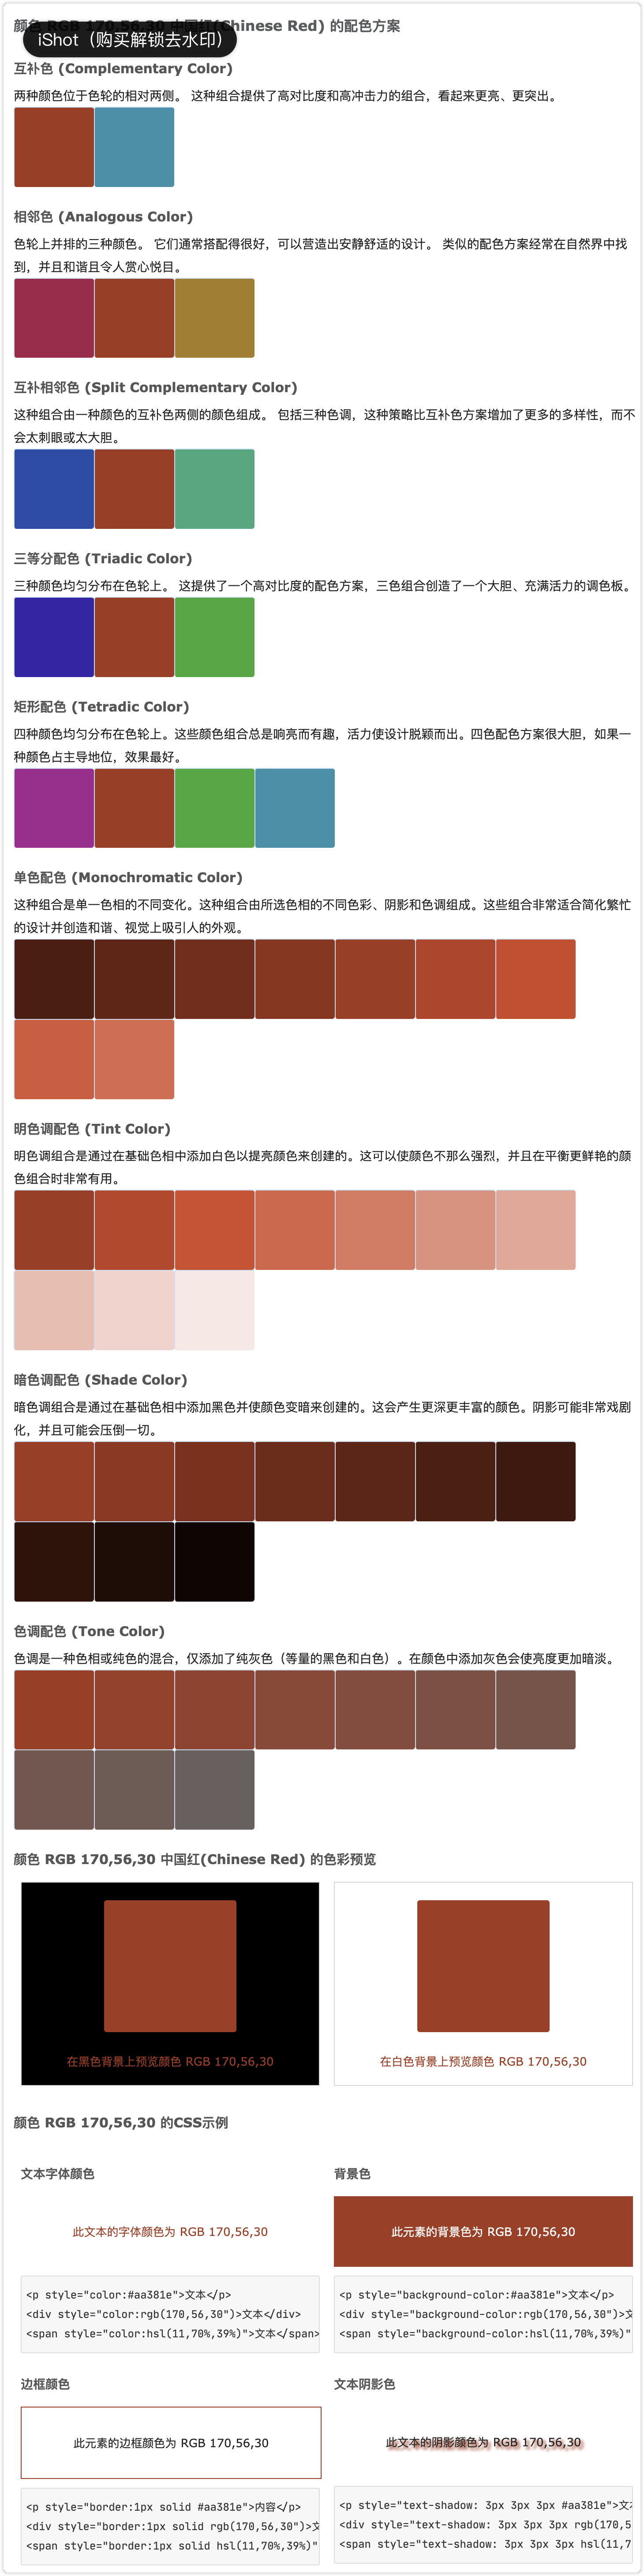 颜色 RGB 170,56,30 中国红(Chinese Red) 的配色方案
iShot（购买解锁去水印）
互补色 (Complementary Color)
两种颜色位于色轮的相对两侧。 这种组合提供了高对比度和高冲击力的组合，看起来更亮、更突出。
相邻色 (Analogous Color)
色轮上并排的三种颜色。 它们通常搭配得很好，可以营造出安静舒适的设计。 类似的配色方案经常在自然界中找
到，并且和谐且令人赏心悦目。
互补相邻色 (Split Complementary Color)
这种组合由一种颜色的互补色两侧的颜色组成。 包括三种色调，这种策略比互补色方案增加了更多的多样性，而不
会太刺眼或太大胆。
三等分配色 (Triadic Color)
三种颜色均匀分布在色轮上。 这提供了一个高对比度的配色方案，三色组合创造了一个大胆、充满活力的调色板。
矩形配色 (Tetradic Color)
四种颜色均匀分布在色轮上。这些颜色组合总是响亮而有趣，活力使设计脱颖而出。四色配色方案很大胆，如果一
种颜色占主导地位，效果最好。
单色配色 (Monochromatic Color)
这种组合是单一色相的不同变化。这种组合由所选色相的不同色彩、阴影和色调组成。这些组合非常适合简化繁忙
的设计并创造和谐、视觉上吸引人的外观。
明色调配色 (Tint Color)
明色调组合是通过在基础色相中添加白色以提亮颜色来创建的。这可以使颜色不那么强烈，并且在平衡更鲜艳的颜
色组合时非常有用。
暗色调配色 (Shade Color)
暗色调组合是通过在基础色相中添加黑色并使颜色变暗来创建的。这会产生更深更丰富的颜色。阴影可能非常戏剧
化，并且可能会压倒一切。
色调配色 (Tone Color)
色调是一种色相或纯色的混合，仅添加了纯灰色（等量的黑色和白色）。在颜色中添加灰色会使亮度更加暗淡。
颜色 RGB 170,56,30 中国红(Chinese Red) 的色彩预览
在黑色背景上预览颜色 RGB 170,56,30
在白色背景上预览颜色 RGB 170,56,30
颜色 RGB 170,56,30 的CSS示例
文本字体颜色
此文本的字体颜色为 RGB 170,56,30
<p style="color:#aa381e">文本</p>
<div style="color:rgb(170,56,30")>文本</div>
<span style="color:hsl(11,70%,39%)">文本</span>
背景色
此元素的背景色为 RGB 170,56,30
<p style="background-color:#aa381e">文本</p>
<div style="background-color:rgb(170,56,30")>文
<span style="background-color:hsl(11,70%,39%)"
边框颜色
此元素的边框颜色为 RGB 170,56,30
<p style="border:1px solid #aa381e">内容</p>
<div style="border:1px solid rgb(170,56,30")>文
<span style="border:1px solid hsl(11,70%,39%)"
文本阴影色
此文本的阴影颜色为 RGB 170,56,30
<p style="text-shadow: 3px 3px 3px #aa381e">文本
<div style="text-shadow: 3px 3px 3px rgb(170,5
<span style="text-shadow: 3px 3px 3px hsl(11,7